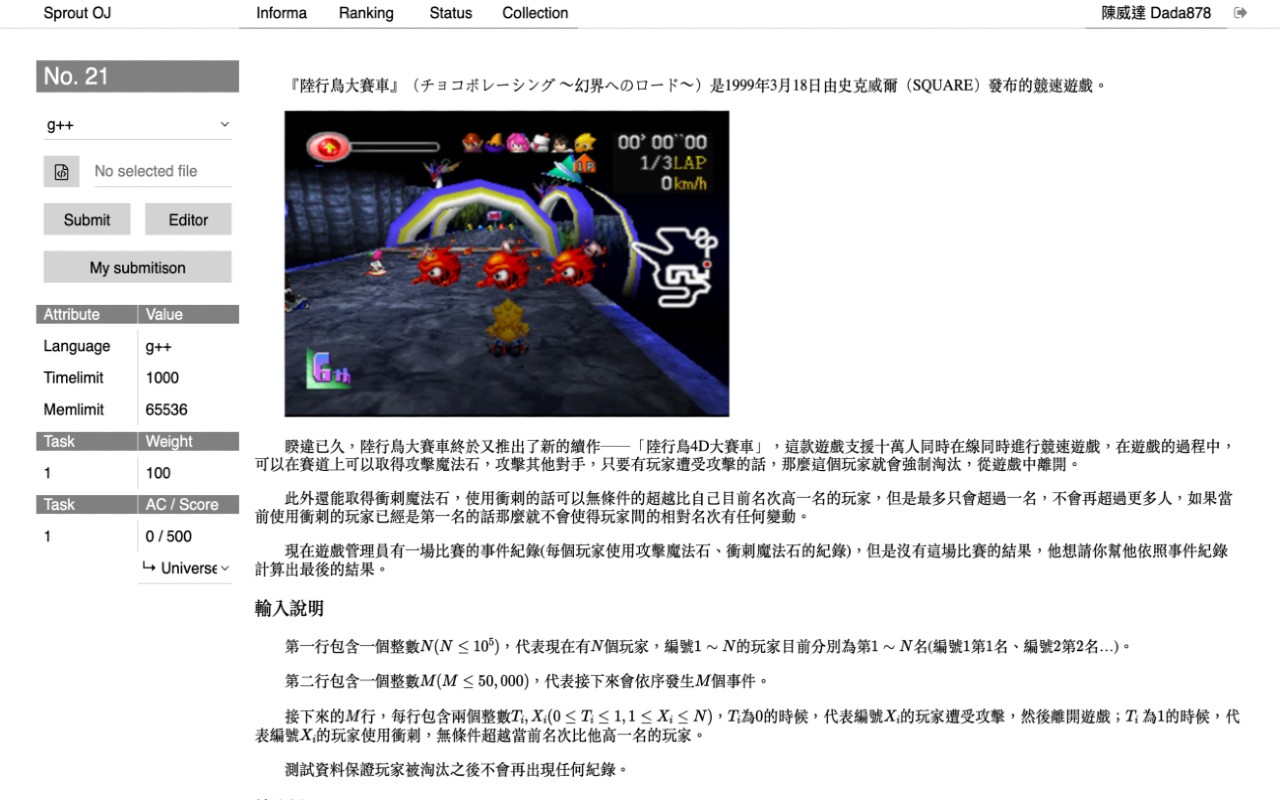 Sprout OJ
Informa Ranking Status Collection
陳威達 Dada878
No. 21
g++
No selected file
Submit Editor
My submitison
Attribute Value
Language g++
Timelimit 1000
Memlimit 65536
Task Weight
1 100
Task AC / Score
1 0 / 500
↳ Universe
『陸行鳥大賽車』（チョコボレーシング ～幻界へのロード～）是1999年3月18日由史克威爾（SQUARE）發布的競速遊戲。
00' 00''00
1/3LAP
0km/h
1P
6th
睽違已久，陸行鳥大賽車終於又推出了新的續作──「陸行鳥4D大賽車」，這款遊戲支援十萬人同時在線同時進行競速遊戲，在遊戲的過程中，
可以在賽道上可以取得攻擊魔法石，攻擊其他對手，只要有玩家遭受攻擊的話，那麼這個玩家就會強制淘汰，從遊戲中離開。
此外還能取得衝刺魔法石，使用衝刺的話可以無條件的超越比自己目前名次高一名的玩家，但是最多只會超過一名，不會再超過更多人，如果當
前使用衝刺的玩家已經是第一名的話那麼就不會使得玩家間的相對名次有任何變動。
現在遊戲管理員有一場比賽的事件紀錄(每個玩家使用攻擊魔法石、衝刺魔法石的紀錄)，但是沒有這場比賽的結果，他想請你幫他依照事件紀錄
計算出最後的結果。
輸入說明
第一行包含一個整數N(N ≤ 10⁵)，代表現在有N個玩家，編號1 ∼ N的玩家目前分別為第1 ∼ N名(編號1第1名、編號2第2名...)。
第二行包含一個整數M(M ≤ 50,000)，代表接下來會依序發生M個事件。
接下來的M行，每行包含兩個整數Tᵢ, Xᵢ(0 ≤ Tᵢ ≤ 1, 1 ≤ Xᵢ ≤ N)，Tᵢ為0的時候，代表編號Xᵢ的玩家遭受攻擊，然後離開遊戲；Tᵢ 為1的時候，代
表編號Xᵢ的玩家使用衝刺，無條件超越當前名次比他高一名的玩家。
測試資料保證玩家被淘汰之後不會再出現任何紀錄。